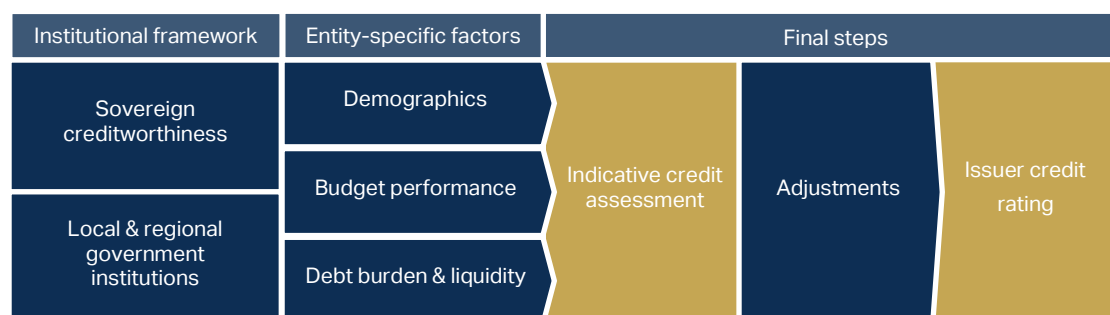 Institutional framework
Entity-specific factors
Final steps
Sovereign
creditworthiness
Local & regional
government
institutions
Demographics
Budget performance
Debt burden & liquidity
Indicative credit
assessment
Adjustments
Issuer credit
rating